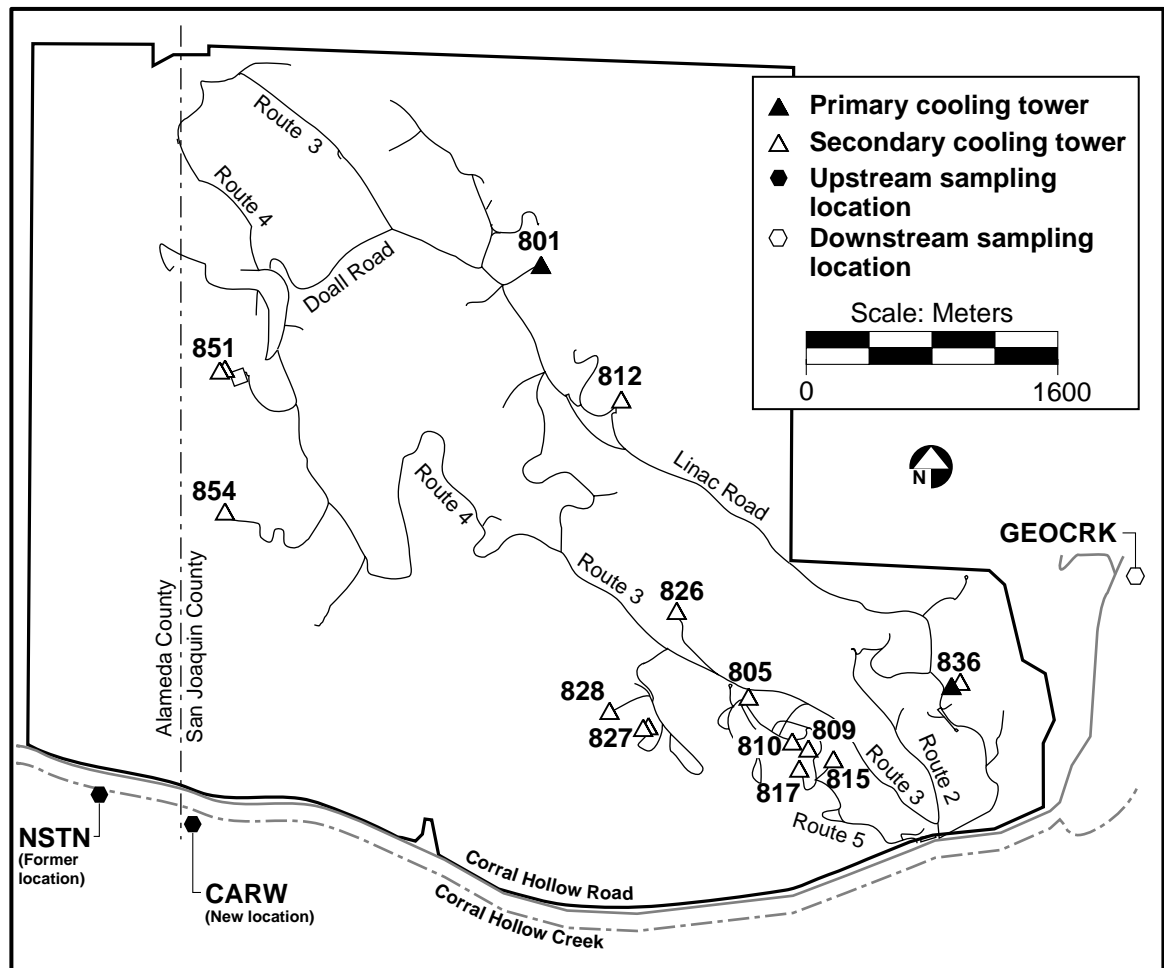 Primary cooling tower
Secondary cooling tower
Upstream sampling
location
Downstream sampling
location
Scale: Meters
0
1600
N
Route 3
Route 4
801
Doall Road
851
812
Linac Road
854
Route 4
GEOCRK
Route 3
826
Alameda County
San Joaquin County
836
805
828
827
810
809
817
815
Route 3
Route 2
Route 5
NSTN
(Former
location)
CARW
(New location)
Corral Hollow Road
Corral Hollow Creek